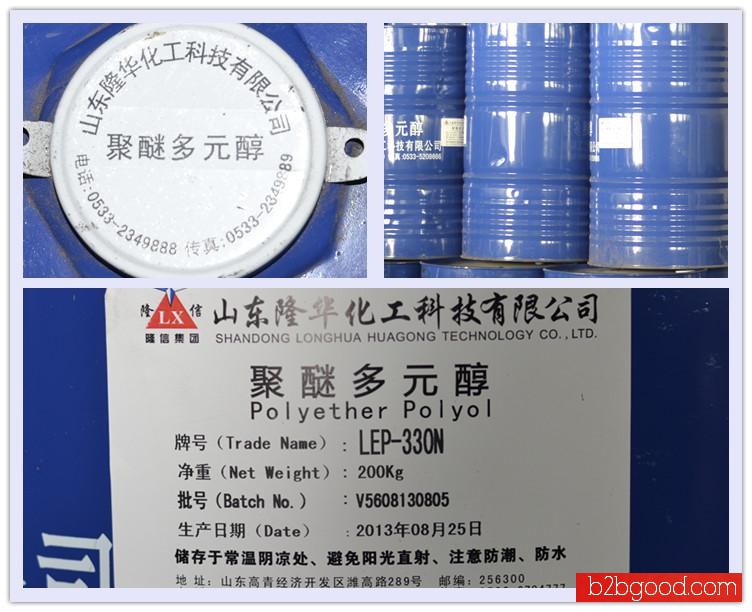 山东隆华化工科技有限公司
聚醚多元醇
电话:0533-2349888 传真:0533-2349889
元醇
科技有限公司
真:0533-5208666
隆 LX 信
隆信集团
山东隆华化工科技有限公司
SHANDONG LONGHUA HUAGONG TECHNOLOGY CO.,LTD.
聚醚多元醇
Polyether Polyol
牌号(Trade Name) : LEP-330N
净重(Net Weight) : 200Kg
批号(Batch No.) : V5608130805
生产日期(Date) : 2013年08月25日
储存于常温阴凉处、避免阳光直射、注意防潮、防水
地 址: 山东高青经济开发区潍高路289号 邮编: 256300
b2bgood.com